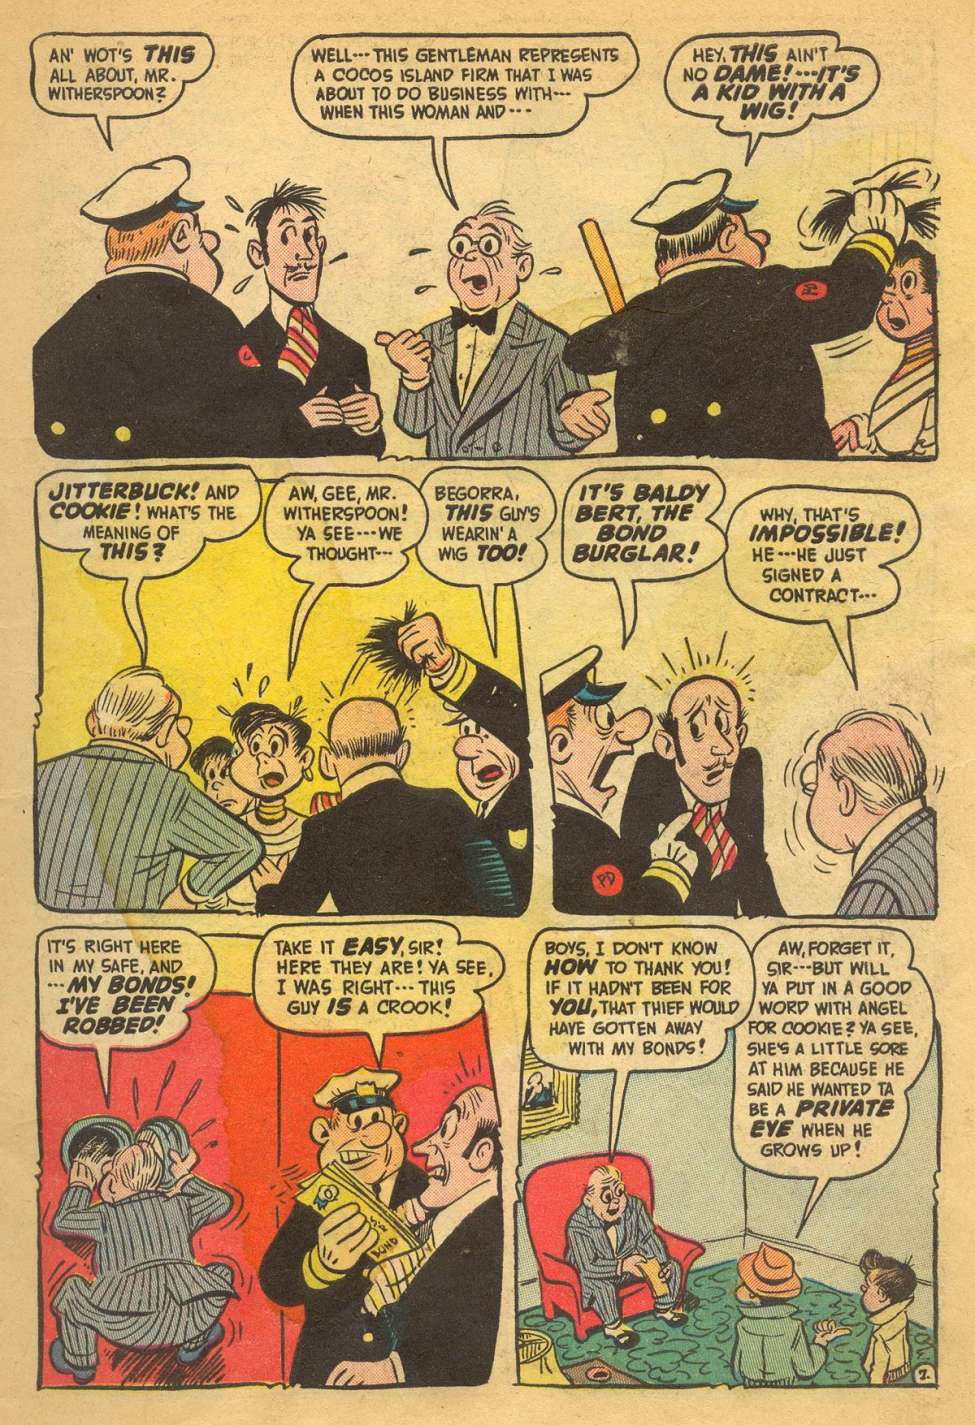 AN' WOT'S THIS
ALL ABOUT, MR.
WITHERSPOON?
WELL---THIS GENTLEMAN REPRESENTS
A COCOS ISLAND FIRM THAT I WAS
ABOUT TO DO BUSINESS WITH---
WHEN THIS WOMAN AND---
HEY, THIS AIN'T
NO DAME!---IT'S
A KID WITH A
WIG!
JITTERBUCK! AND
COOKIE! WHAT'S THE
MEANING OF
THIS?
AW, GEE, MR.
WITHERSPOON!
YA SEE---WE
THOUGHT---
BEGORRA,
THIS GUY'S
WEARIN' A
WIG TOO!
IT'S BALDY
BERT, THE
BOND
BURGLAR!
WHY, THAT'S
IMPOSSIBLE!
HE---HE JUST
SIGNED A
CONTRACT---
PD
IT'S RIGHT HERE
IN MY SAFE, AND
---MY BONDS!
I'VE BEEN
ROBBED!
TAKE IT EASY, SIR!
HERE THEY ARE! YA SEE,
I WAS RIGHT---THIS
GUY IS A CROOK!
BOND
BOYS, I DON'T KNOW
HOW TO THANK YOU!
IF IT HADN'T BEEN FOR
YOU, THAT THIEF WOULD
HAVE GOTTEN AWAY
WITH MY BONDS!
AW, FORGET IT,
SIR---BUT WILL
YA PUT IN A GOOD
WORD WITH ANGEL
FOR COOKIE? YA SEE,
SHE'S A LITTLE SORE
AT HIM BECAUSE HE
SAID HE WANTED TA
BE A PRIVATE
EYE WHEN HE
GROWS UP!
7.